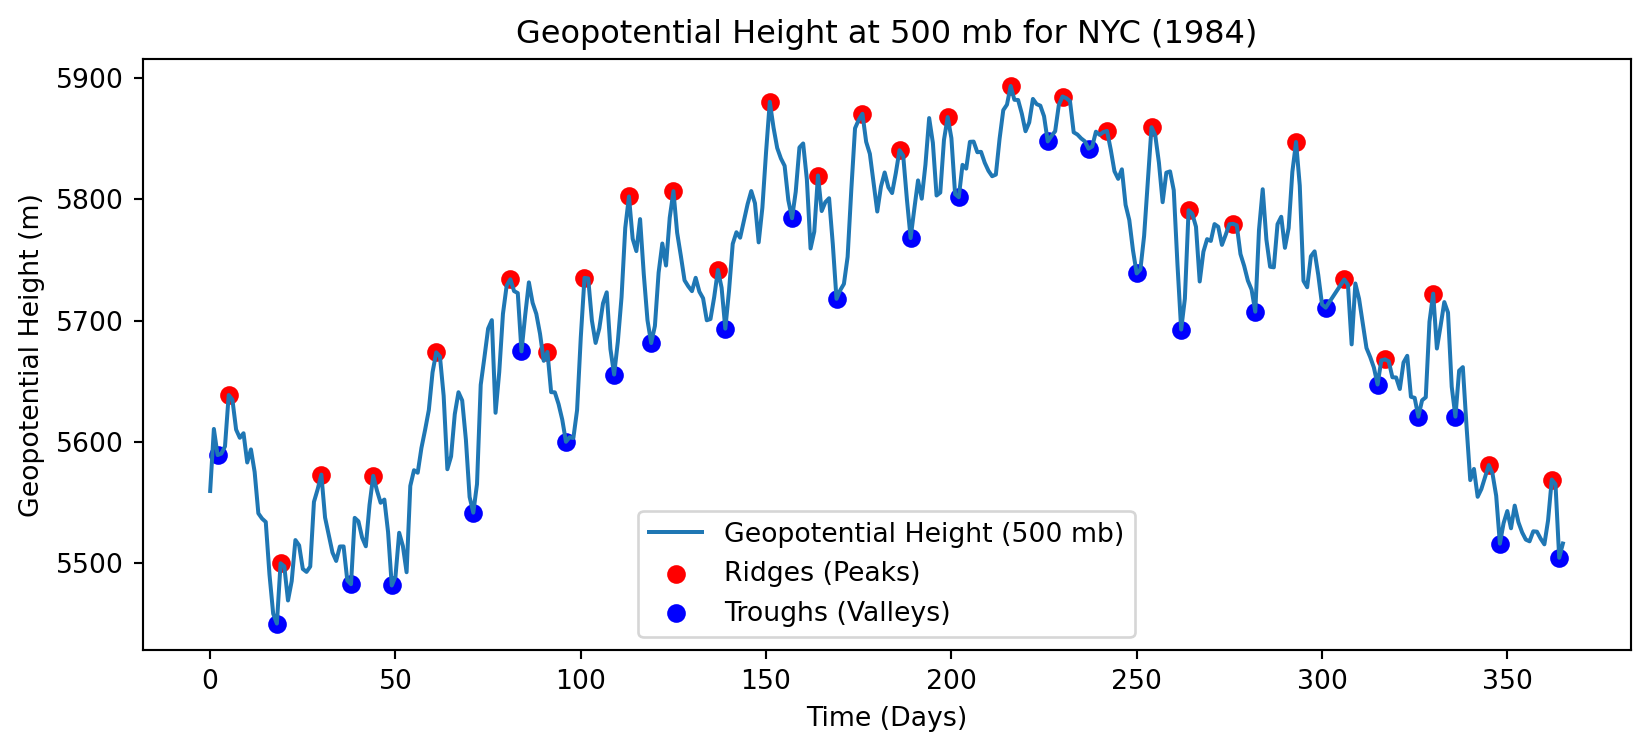 Geopotential Height at 500 mb for NYC (1984)
Geopotential Height (m)
5900
5800
5700
5600
5500
Geopotential Height (500 mb)
Ridges (Peaks)
Troughs (Valleys)
0 50 100 150 200 250 300 350
Time (Days)